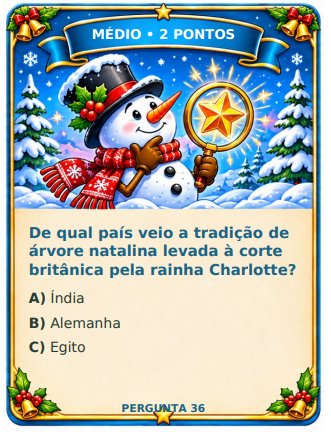 MÉDIO • 2 PONTOS
De qual país veio a tradição de
árvore natalina levada à corte
britânica pela rainha Charlotte?
A) Índia
B) Alemanha
C) Egito
PERGUNTA 36